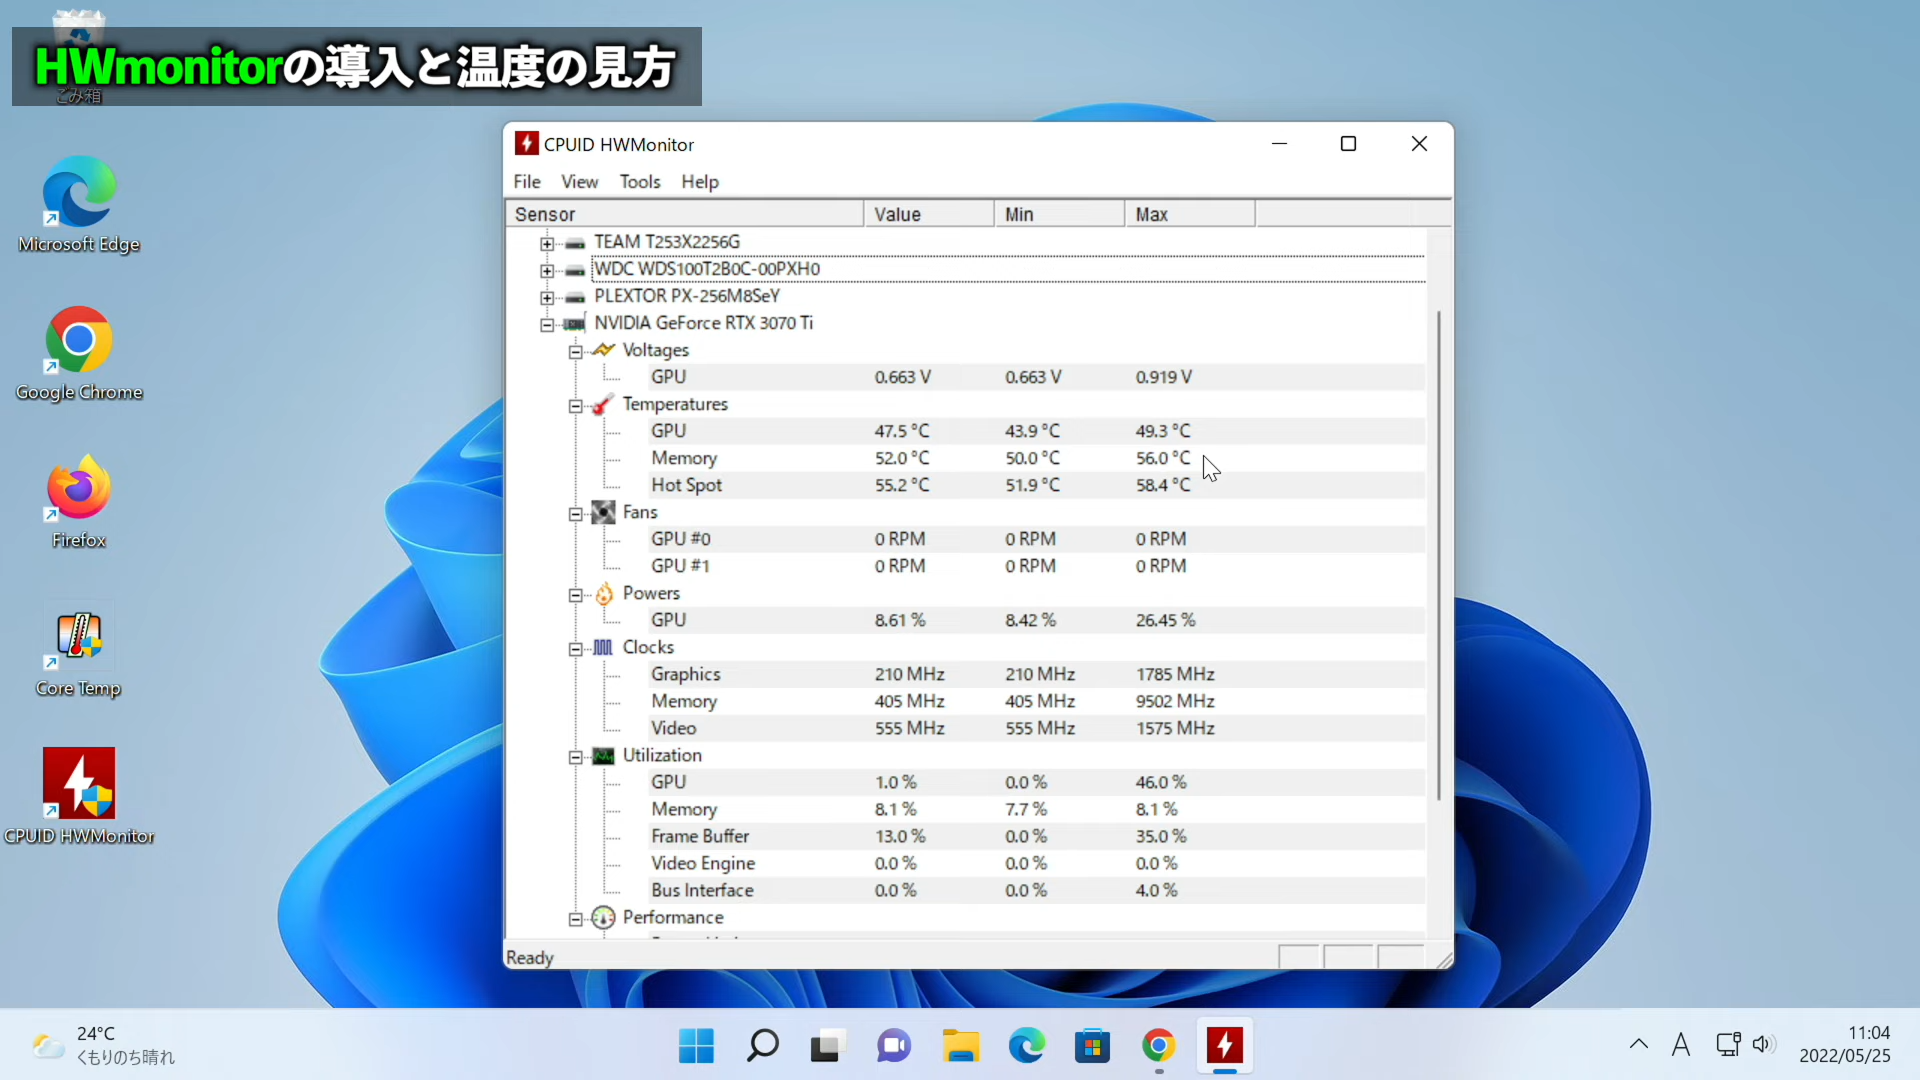 HWmonitorの導入と温度の見方
ごみ箱
Microsoft Edge
Google Chrome
Firefox
Core Temp
CPUID HWMonitor
CPUID HWMonitor
File View Tools Help
Sensor Value Min Max
TEAM T253X2256G
WDC WDS100T2B0C-00PXH0
PLEXTOR PX-256M8SeY
NVIDIA GeForce RTX 3070 Ti
Voltages
GPU 0.663 V 0.663 V 0.919 V
Temperatures
GPU 47.5 °C 43.9 °C 49.3 °C
Memory 52.0 °C 50.0 °C 56.0 °C
Hot Spot 55.2 °C 51.9 °C 58.4 °C
Fans
GPU #0 0 RPM 0 RPM 0 RPM
GPU #1 0 RPM 0 RPM 0 RPM
Powers
GPU 8.61 % 8.42 % 26.45 %
Clocks
Graphics 210 MHz 210 MHz 1785 MHz
Memory 405 MHz 405 MHz 9502 MHz
Video 555 MHz 555 MHz 1575 MHz
Utilization
GPU 1.0 % 0.0 % 46.0 %
Memory 8.1 % 7.7 % 8.1 %
Frame Buffer 13.0 % 0.0 % 35.0 %
Video Engine 0.0 % 0.0 % 0.0 %
Bus Interface 0.0 % 0.0 % 4.0 %
Performance
Ready
24°C
くもりのち晴れ
A
11:04
2022/05/25